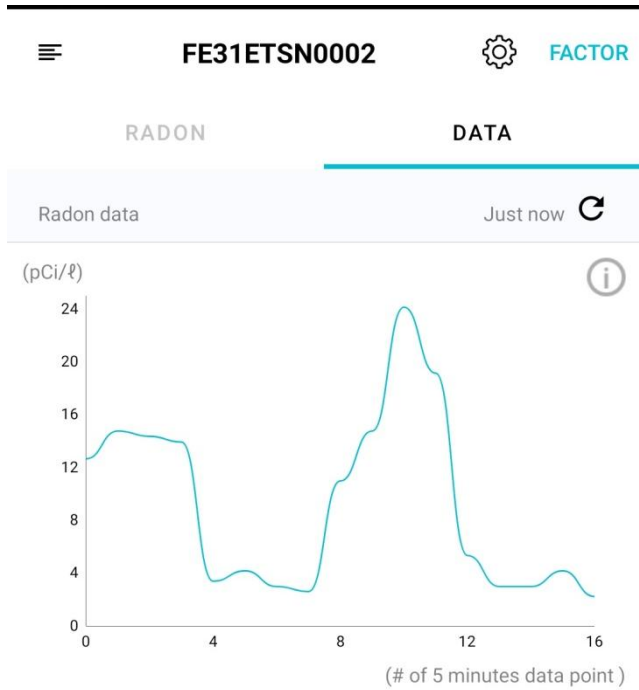 FE31ETSN0002 FACTOR
RADON DATA
Radon data Just now
(pCi/ℓ)
24
20
16
12
8
4
0
0 4 8 12 16
(# of 5 minutes data point )